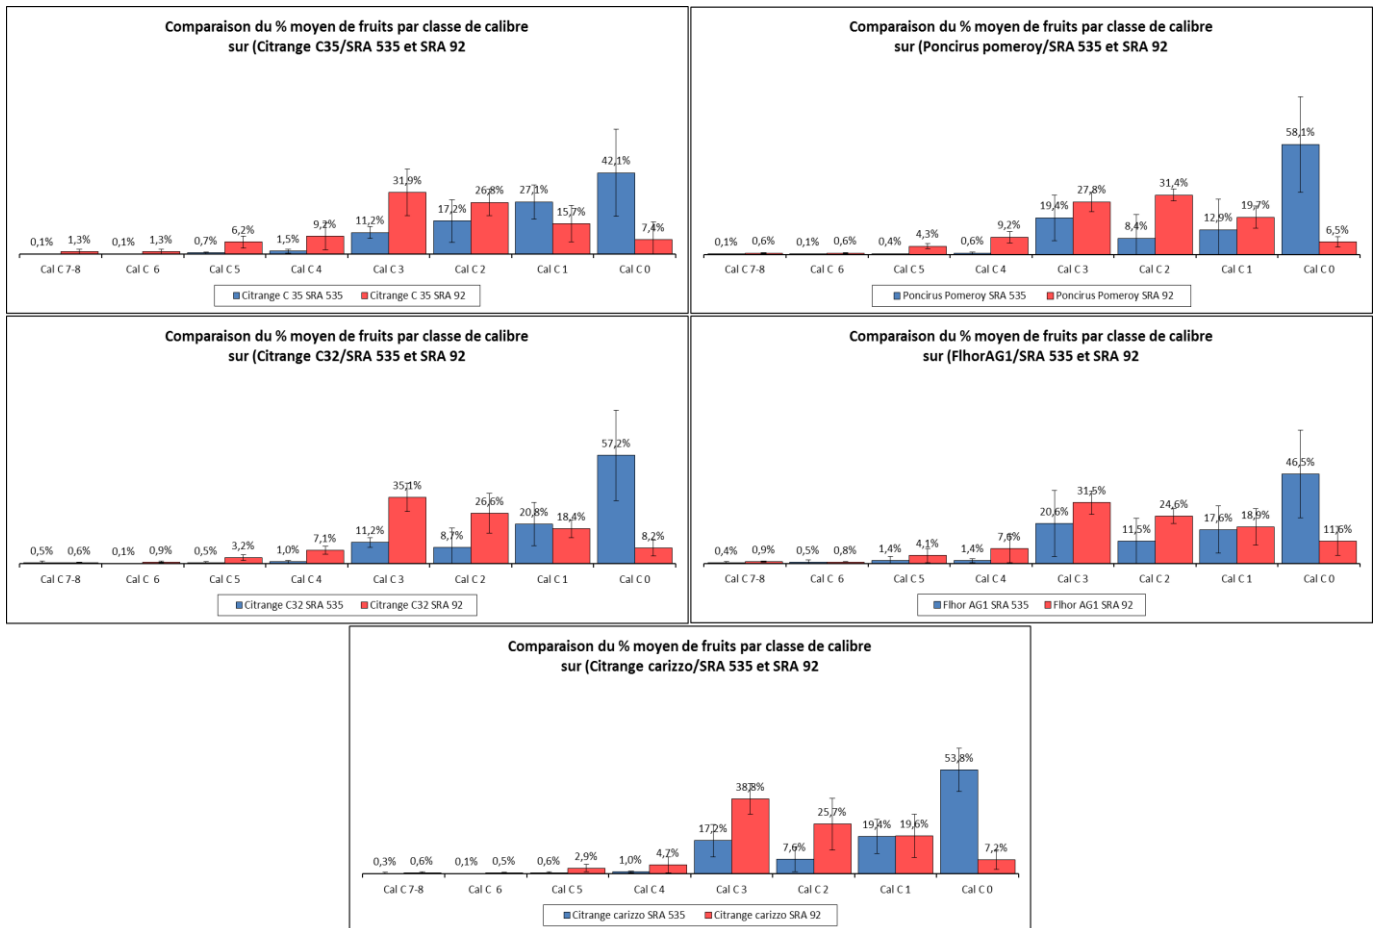 Comparaison du % moyen de fruits par classe de calibre
sur (Citrange C35/SRA 535 et SRA 92
0,1% 1,3% 0,1% 1,3% 0,7% 6,2% 1,5% 9,2% 11,2% 31,9% 17,2% 26,8% 27,1% 15,7% 42,1% 7,4%
Cal C 7-8 Cal C 6 Cal C 5 Cal C 4 Cal C 3 Cal C 2 Cal C 1 Cal C 0
Citrange C 35 SRA 535 Citrange C 35 SRA 92
Comparaison du % moyen de fruits par classe de calibre
sur (Poncirus pomeroy/SRA 535 et SRA 92
0,1% 0,6% 0,1% 0,6% 0,4% 4,3% 0,6% 9,2% 19,4% 27,8% 8,4% 31,4% 12,9% 19,7% 58,1% 6,5%
Cal C 7-8 Cal C 6 Cal C 5 Cal C 4 Cal C 3 Cal C 2 Cal C 1 Cal C 0
Poncirus Pomeroy SRA 535 Poncirus Pomeroy SRA 92
Comparaison du % moyen de fruits par classe de calibre
sur (Citrange C32/SRA 535 et SRA 92
0,5% 0,6% 0,1% 0,9% 0,5% 3,2% 1,0% 7,1% 11,2% 35,1% 8,7% 26,6% 20,8% 18,4% 57,2% 8,2%
Cal C 7-8 Cal C 6 Cal C 5 Cal C 4 Cal C 3 Cal C 2 Cal C 1 Cal C 0
Citrange C32 SRA 535 Citrange C32 SRA 92
Comparaison du % moyen de fruits par classe de calibre
sur (FlhorAG1/SRA 535 et SRA 92
0,4% 0,9% 0,5% 0,8% 1,4% 4,1% 1,4% 7,6% 20,6% 31,5% 11,5% 24,6% 17,6% 18,9% 46,5% 11,6%
Cal C 7-8 Cal C 6 Cal C 5 Cal C 4 Cal C 3 Cal C 2 Cal C 1 Cal C 0
Flhor AG1 SRA 535 Flhor AG1 SRA 92
Comparaison du % moyen de fruits par classe de calibre
sur (Citrange carizzo/SRA 535 et SRA 92
0,3% 0,6% 0,1% 0,5% 0,6% 2,9% 1,0% 4,7% 17,2% 38,8% 7,6% 25,7% 19,4% 19,6% 53,8% 7,2%
Cal C 7-8 Cal C 6 Cal C 5 Cal C 4 Cal C 3 Cal C 2 Cal C 1 Cal C 0
Citrange carizzo SRA 535 Citrange carizzo SRA 92